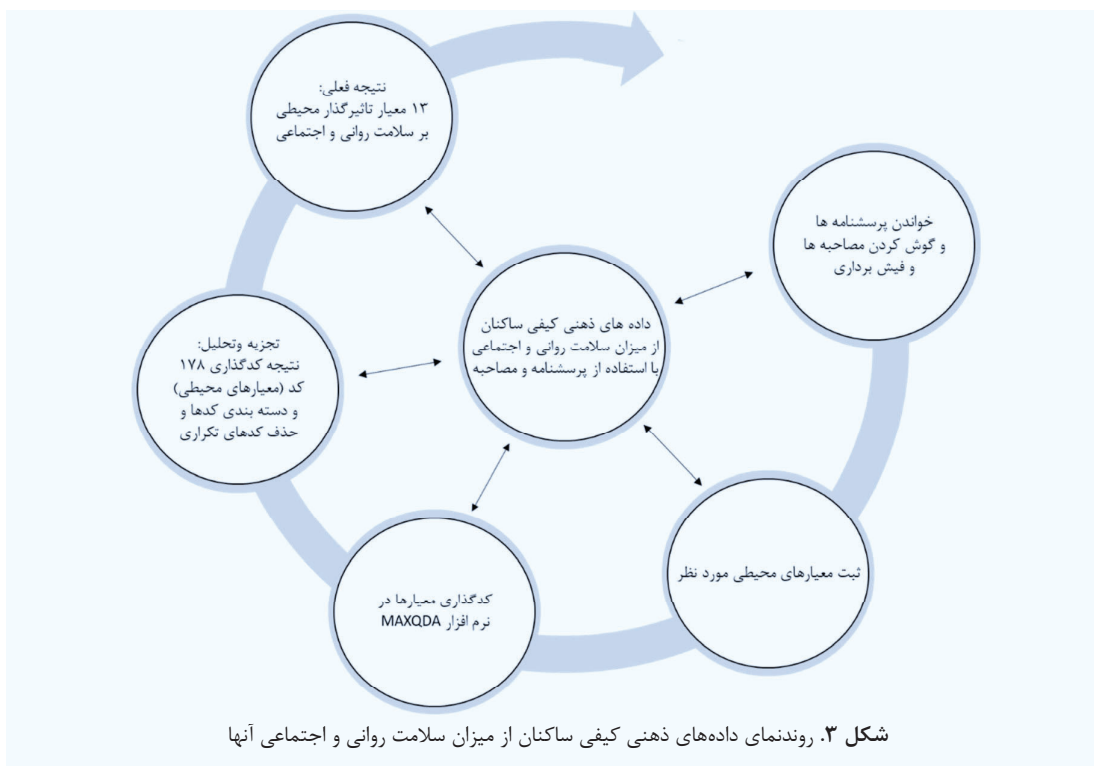 نتیجه فعلی:
۱۳ معیار تاثیرگذار محیطی
بر سلامت روانی و اجتماعی
خواندن پرسشنامه ها
و گوش کردن مصاحبه ها
و فیش برداری
داده های ذهنی کیفی ساکنان
از میزان سلامت روانی و اجتماعی
با استفاده از پرسشنامه و مصاحبه
تجزیه وتحلیل:
نتیجه کدگذاری ۱۷۸
کد (معیارهای محیطی)
و دسته بندی کدها و
حذف کدهای تکراری
ثبت معیارهای محیطی مورد نظر
کدگذاری معیارها در
نرم افزار MAXQDA
شکل ۳. روندنمای داده‌های ذهنی کیفی ساکنان از میزان سلامت روانی و اجتماعی آنها